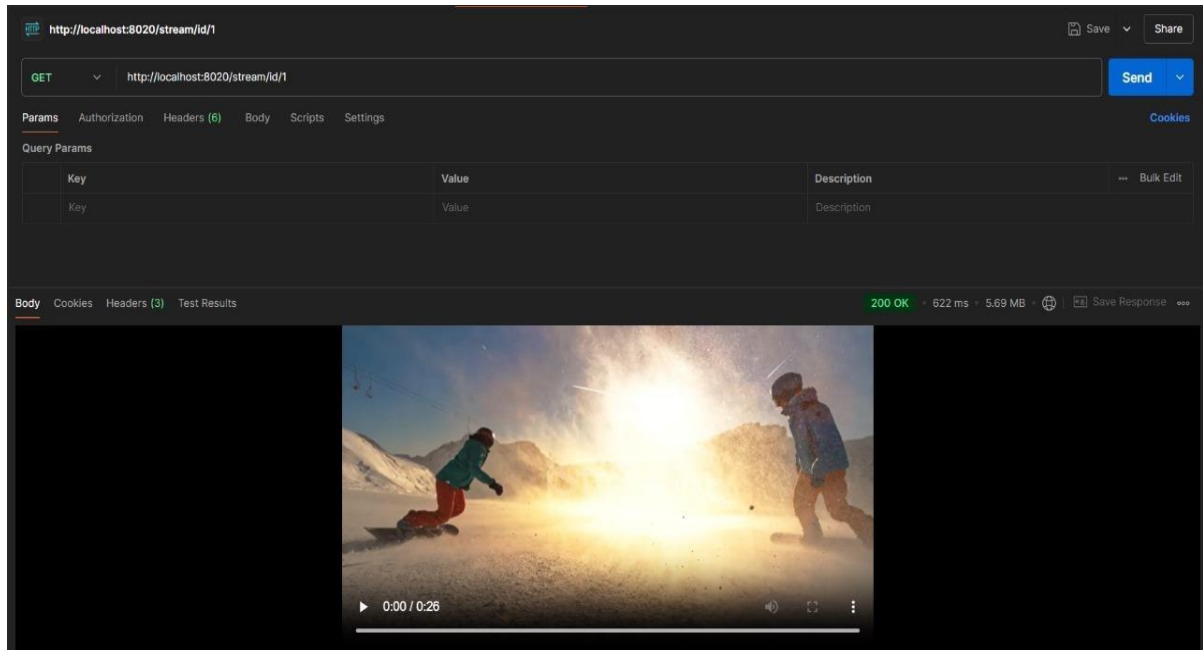 HTTP http://localhost:8020/stream/id/1 Save Share
GET http://localhost:8020/stream/id/1 Send
Params Authorization Headers (6) Body Scripts Settings Cookies
Query Params
Key Value Description ••• Bulk Edit
Key Value Description
Body Cookies Headers (3) Test Results 200 OK • 622 ms • 5.69 MB • Save Response
0:00 / 0:26